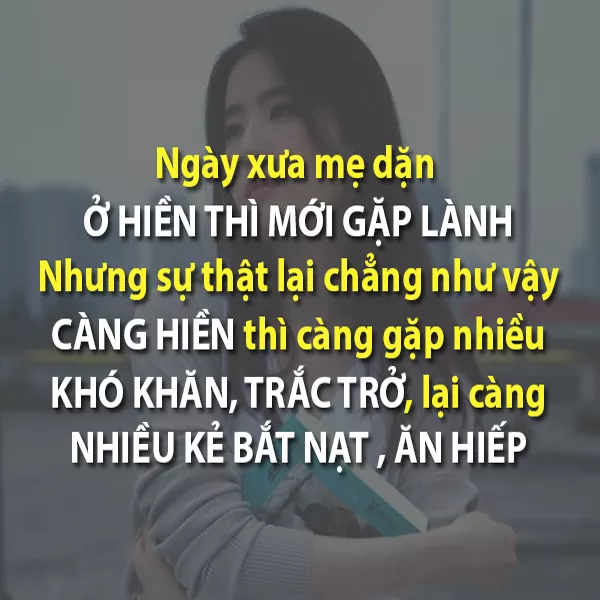 Ngày xưa mẹ dặn
Ở HIỀN THÌ MỚI GẶP LÀNH
Nhưng sự thật lại chẳng như vậy
CÀNG HIỀN thì càng gặp nhiều
KHÓ KHĂN, TRẮC TRỞ, lại càng
NHIỀU KẺ BẮT NẠT , ĂN HIẾP